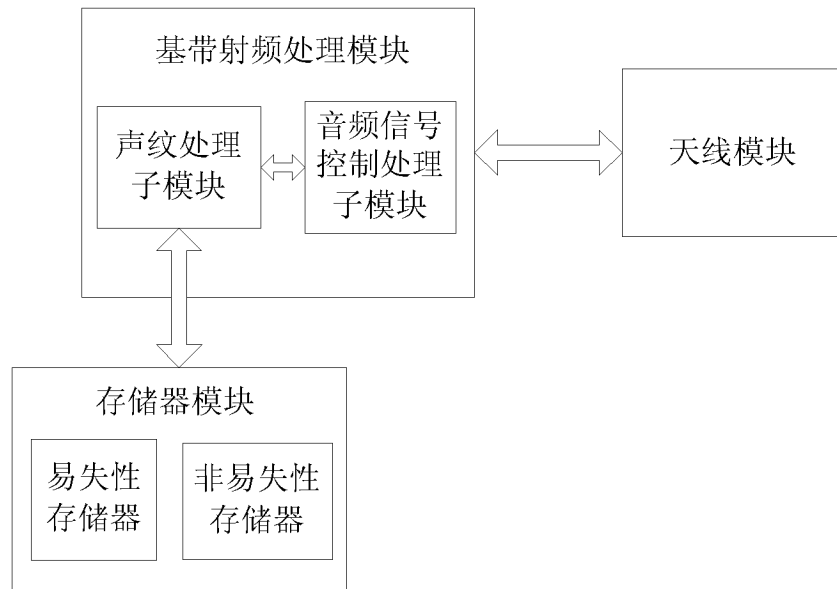 基带射频处理模块
声纹处理
子模块
音频信号
控制处理
子模块
天线模块
存储器模块
易失性
存储器
非易失性
存储器